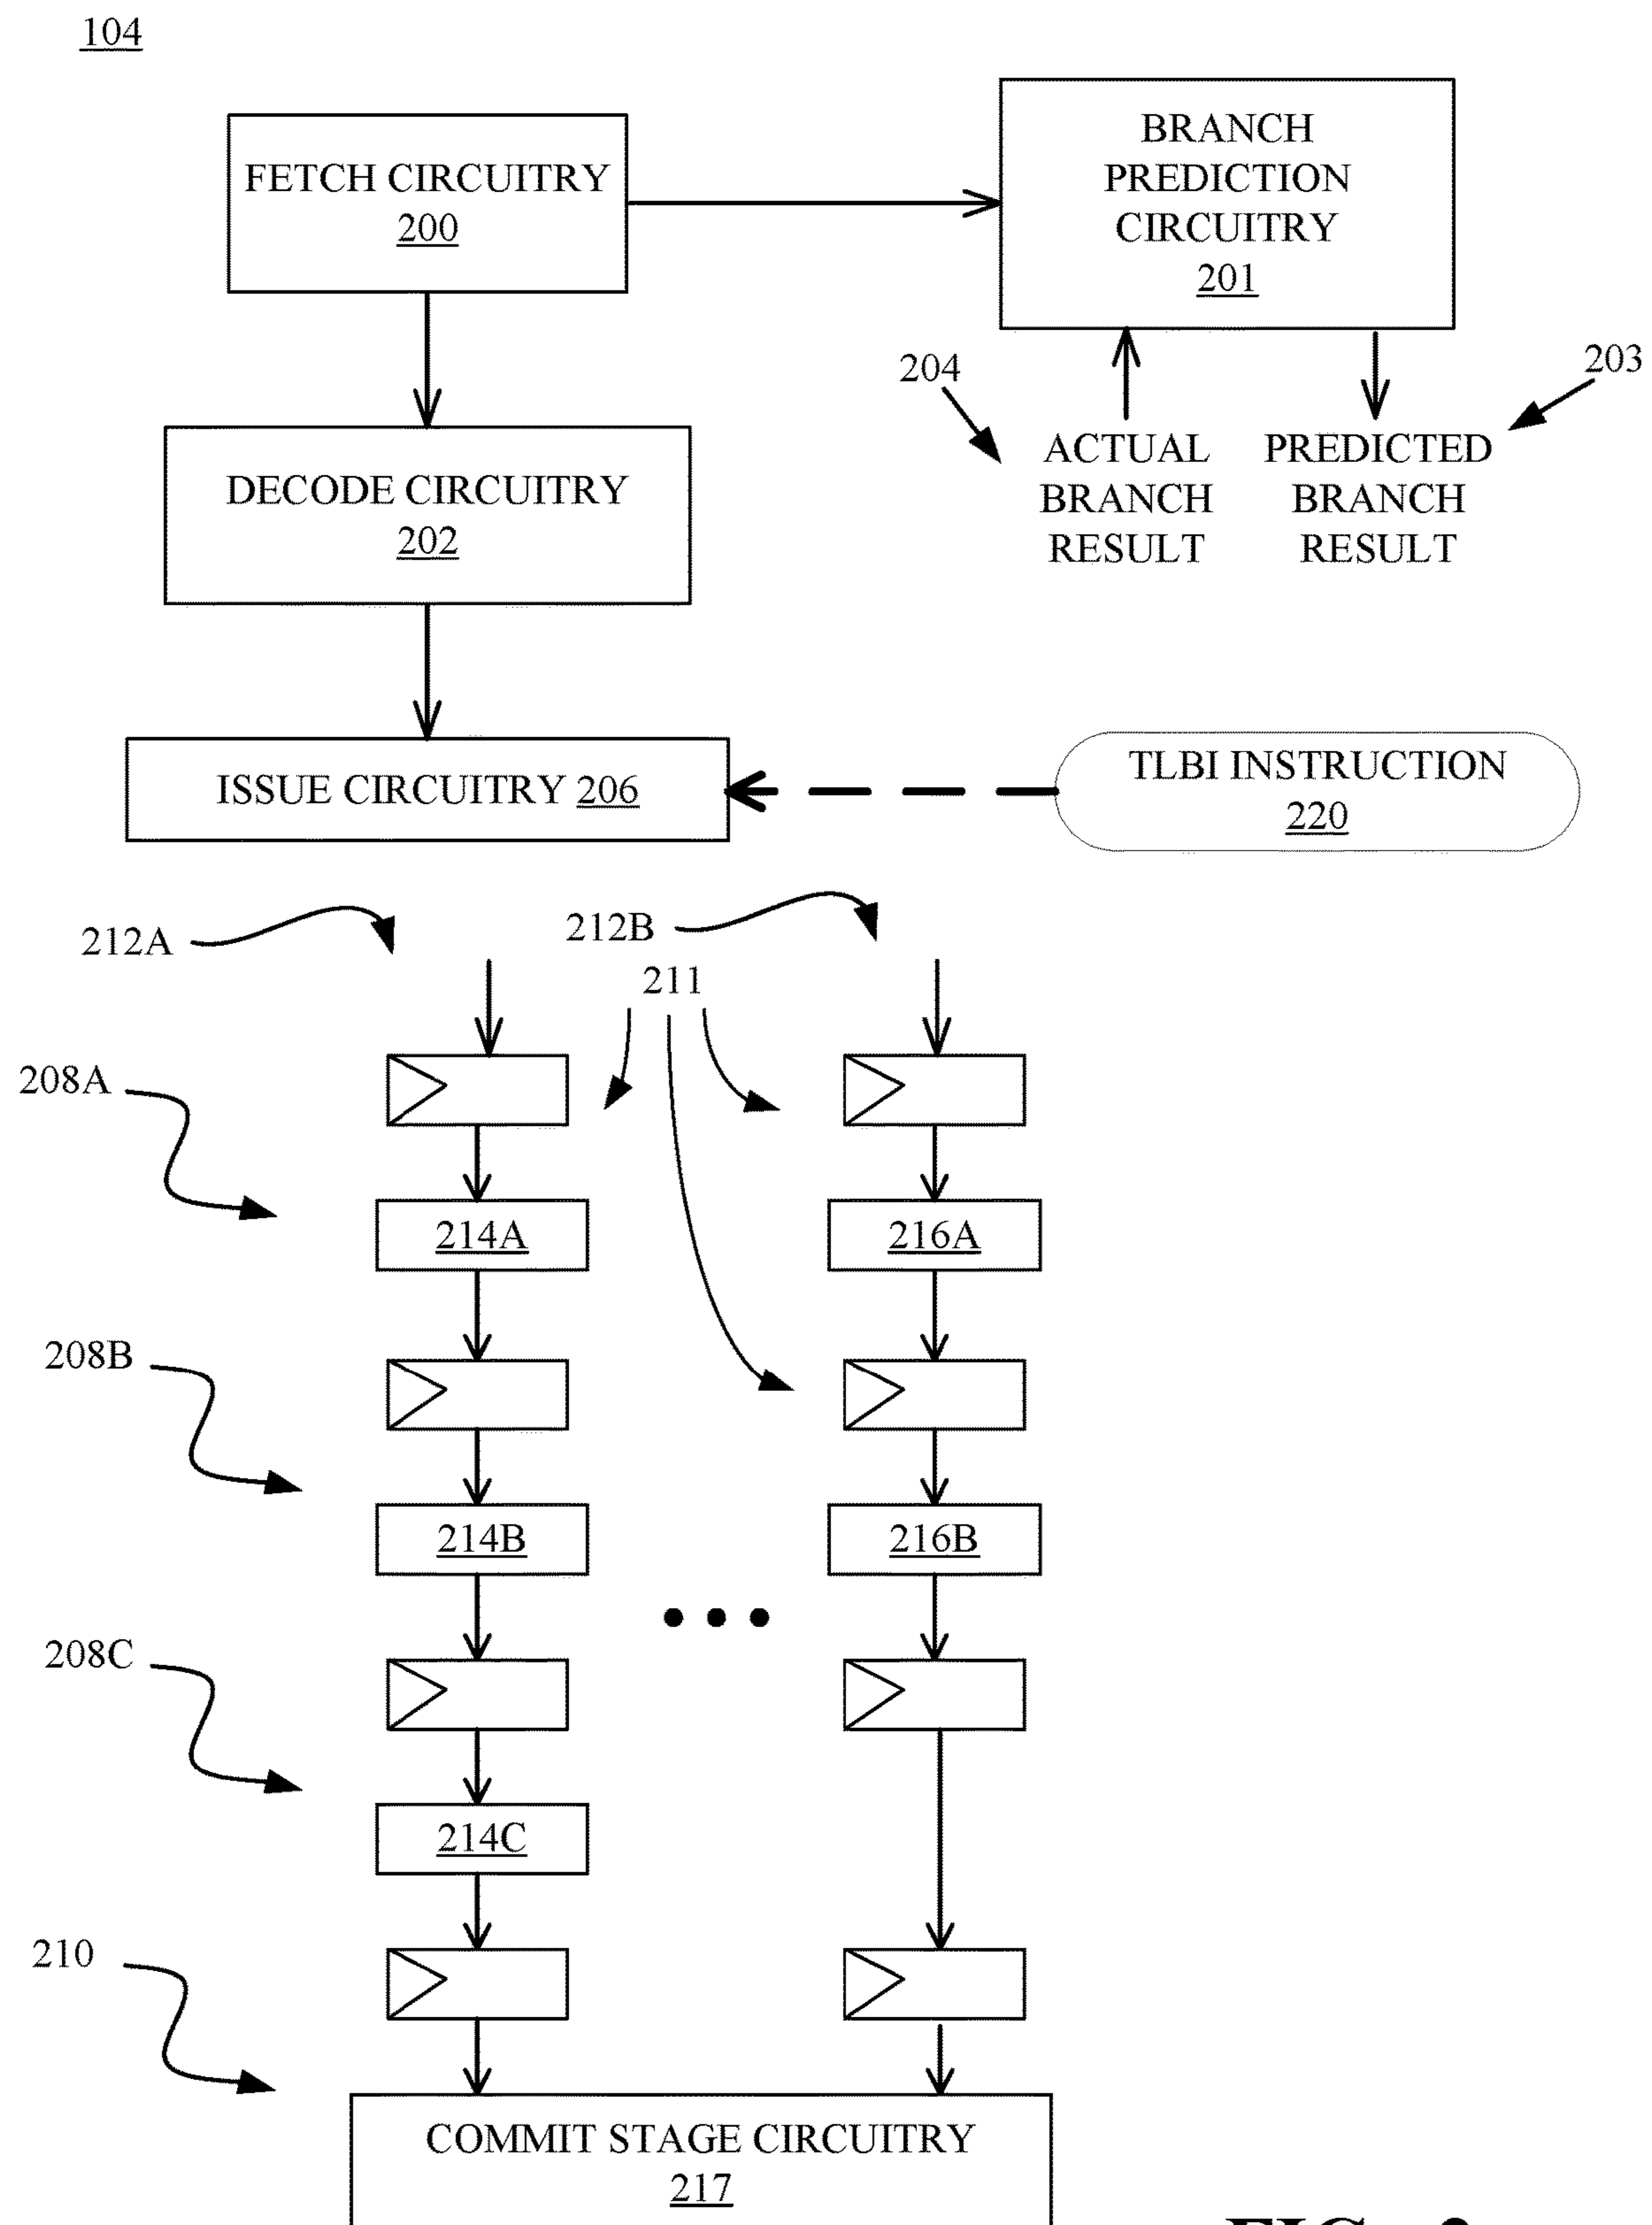 104
FETCH CIRCUITRY
200
BRANCH
PREDICTION
CIRCUITRY
201
204
203
ACTUAL
BRANCH
RESULT
PREDICTED
BRANCH
RESULT
DECODE CIRCUITRY
202
ISSUE CIRCUITRY 206
TLBI INSTRUCTION
220
212A
212B
211
208A
214A
216A
208B
214B
216B
208C
214C
210
COMMIT STAGE CIRCUITRY
217